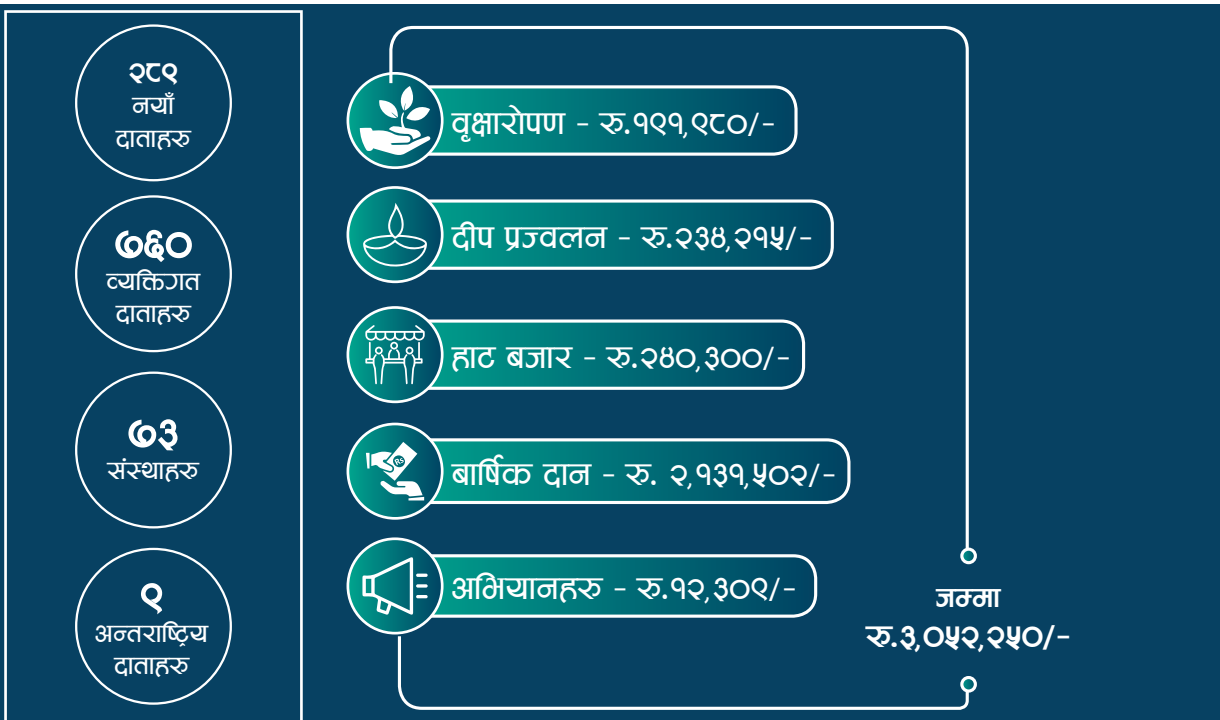 २८९
नयाँ
दाताहरु
७६०
व्यक्तिगत
दाताहरु
७३
संस्थाहरु
९
अन्तराष्ट्रिय
दाताहरु
वृक्षारोपण - रु.१९१,९८०/-
दीप प्रज्वलन - रु.२३४,२१५/-
हाट बजार - रु.२४०,३००/-
बार्षिक दान - रु. २,१३१,५०२/-
RS
अभियानहरु - रु.१२,३०९/-
जम्मा
रु.३,०५२,२५०/-